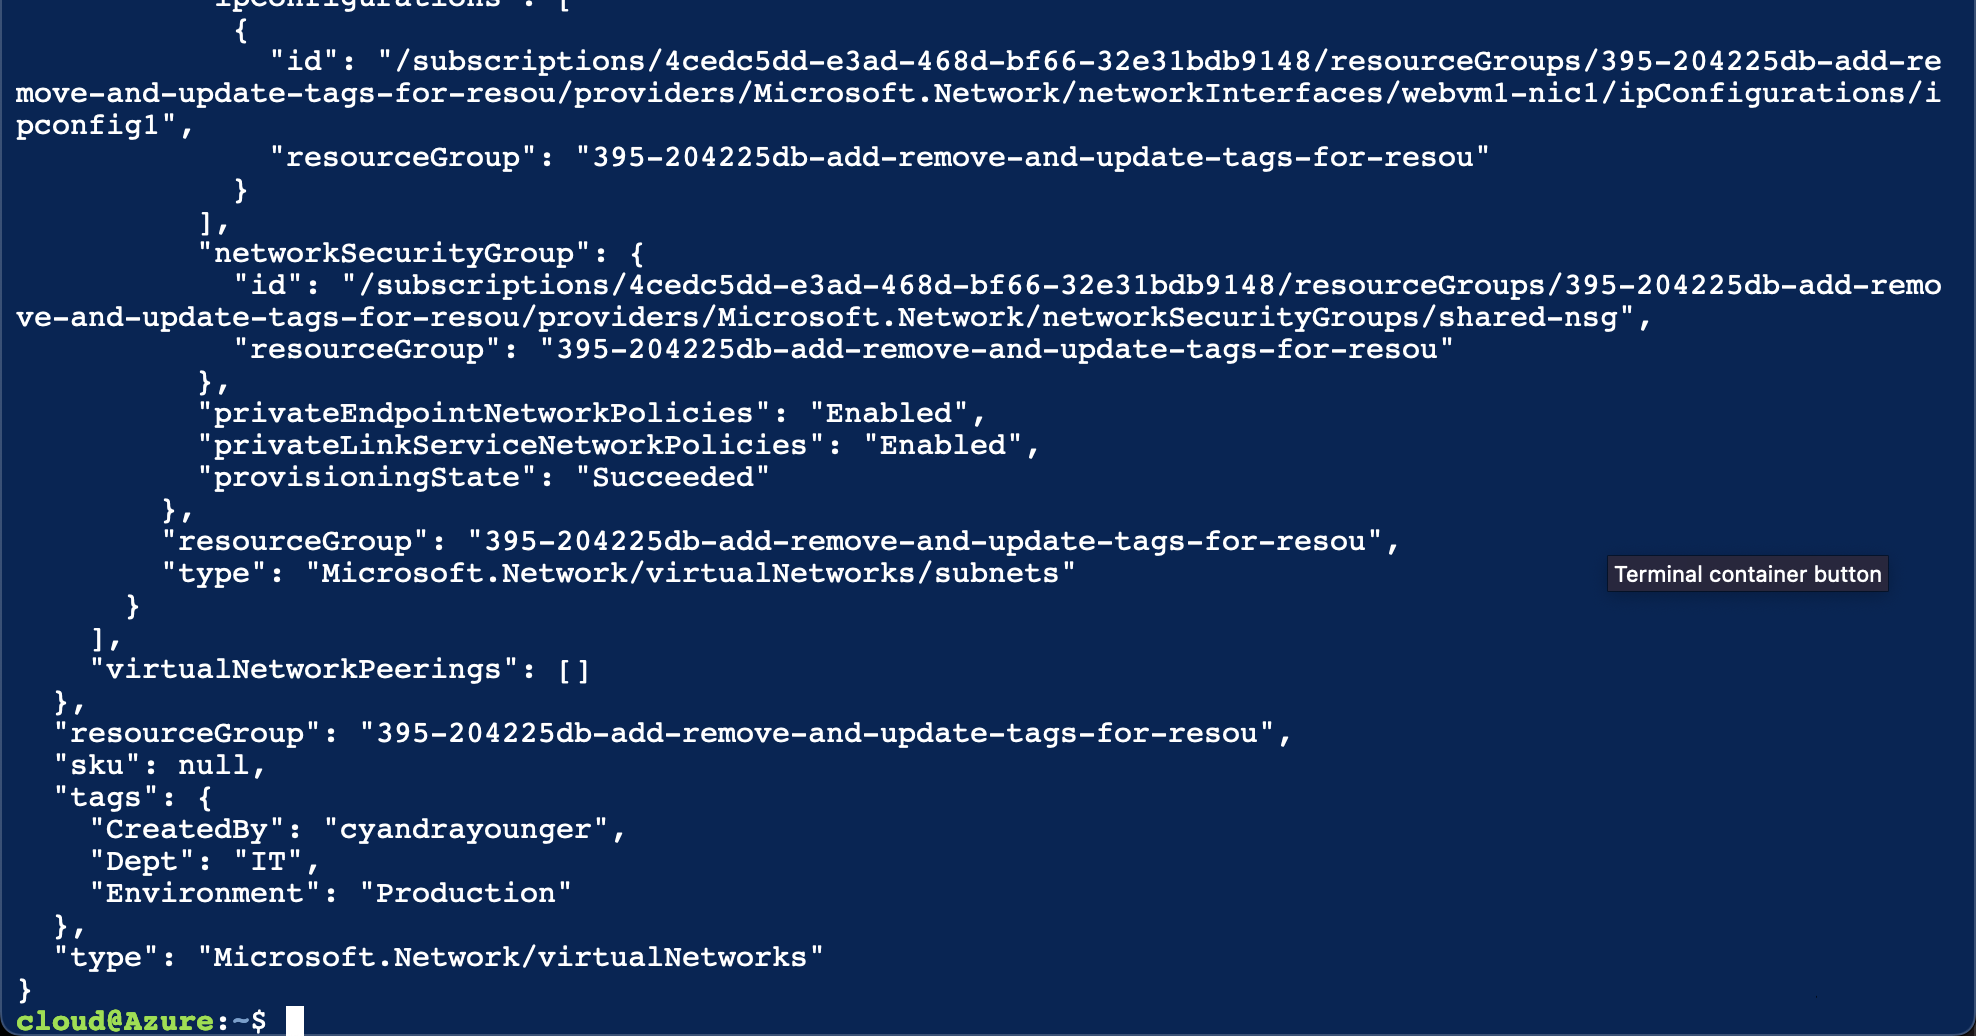 "ipConfigurations": [
{
"id": "/subscriptions/4cedc5dd-e3ad-468d-bf66-32e31bdb9148/resourceGroups/395-204225db-add-re
move-and-update-tags-for-resou/providers/Microsoft.Network/networkInterfaces/webvm1-nic1/ipConfigurations/i
pconfig1",
"resourceGroup": "395-204225db-add-remove-and-update-tags-for-resou"
}
],
"networkSecurityGroup": {
"id": "/subscriptions/4cedc5dd-e3ad-468d-bf66-32e31bdb9148/resourceGroups/395-204225db-add-remo
ve-and-update-tags-for-resou/providers/Microsoft.Network/networkSecurityGroups/shared-nsg",
"resourceGroup": "395-204225db-add-remove-and-update-tags-for-resou"
},
"privateEndpointNetworkPolicies": "Enabled",
"privateLinkServiceNetworkPolicies": "Enabled",
"provisioningState": "Succeeded"
},
"resourceGroup": "395-204225db-add-remove-and-update-tags-for-resou",
"type": "Microsoft.Network/virtualNetworks/subnets"
Terminal container button
}
],
"virtualNetworkPeerings": []
},
"resourceGroup": "395-204225db-add-remove-and-update-tags-for-resou",
"sku": null,
"tags": {
"CreatedBy": "cyandrayounger",
"Dept": "IT",
"Environment": "Production"
},
"type": "Microsoft.Network/virtualNetworks"
}
cloud@Azure:~$